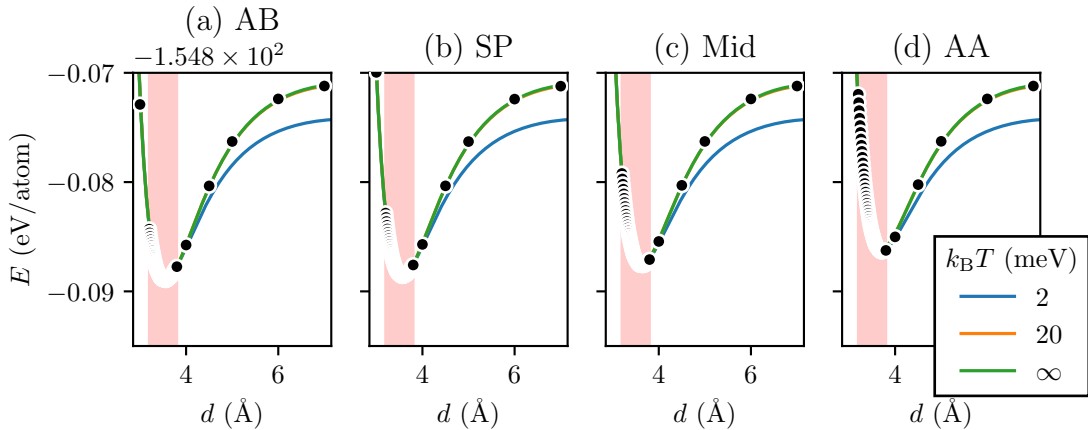 (a) AB
(b) SP
(c) Mid
(d) AA
−1.548 × 10²
−0.07
−0.08
−0.09
E (eV/atom)
4 6
4 6
4 6
4
d (Å)
d (Å)
d (Å)
d (Å)
k_BT (meV)
2
20
∞